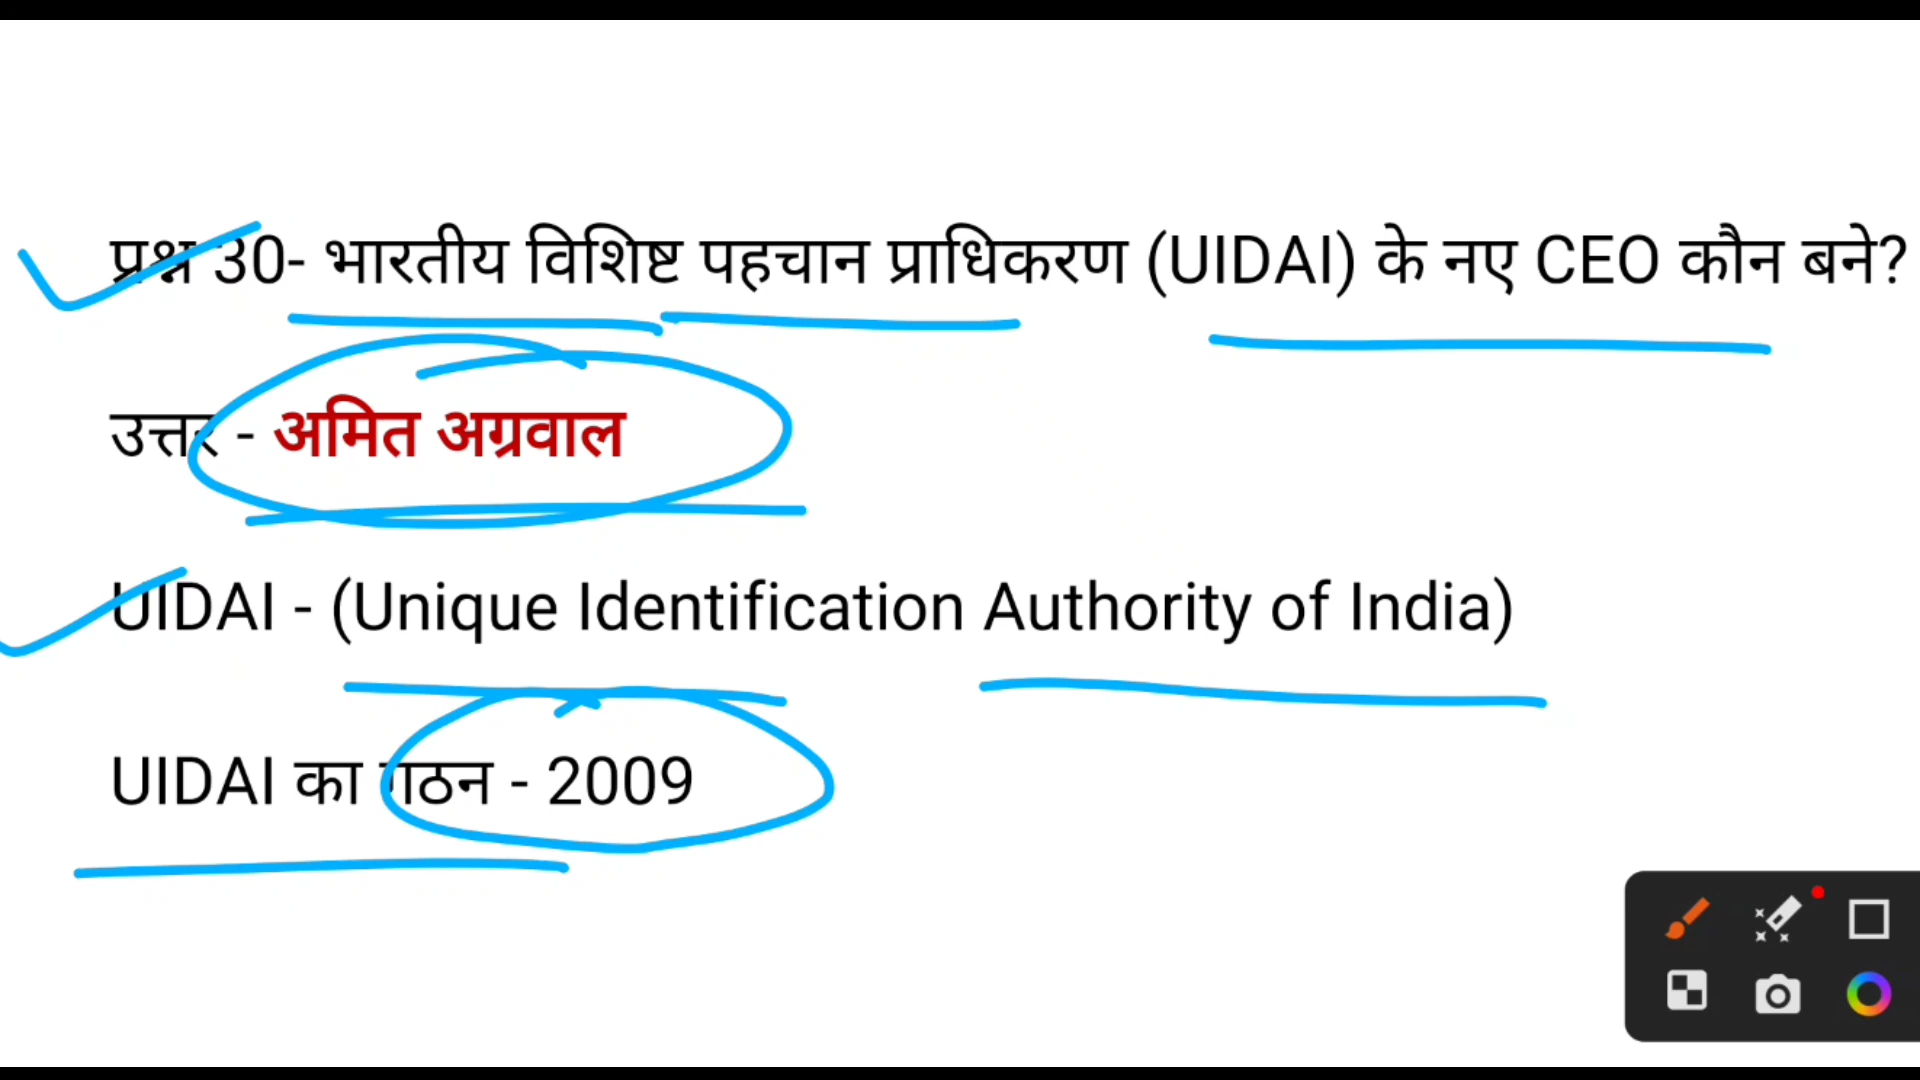 प्रश्न 30- भारतीय विशिष्ट पहचान प्राधिकरण (UIDAI) के नए CEO कौन बने?
उत्तर - अमित अग्रवाल
UIDAI - (Unique Identification Authority of India)
UIDAI का गठन - 2009